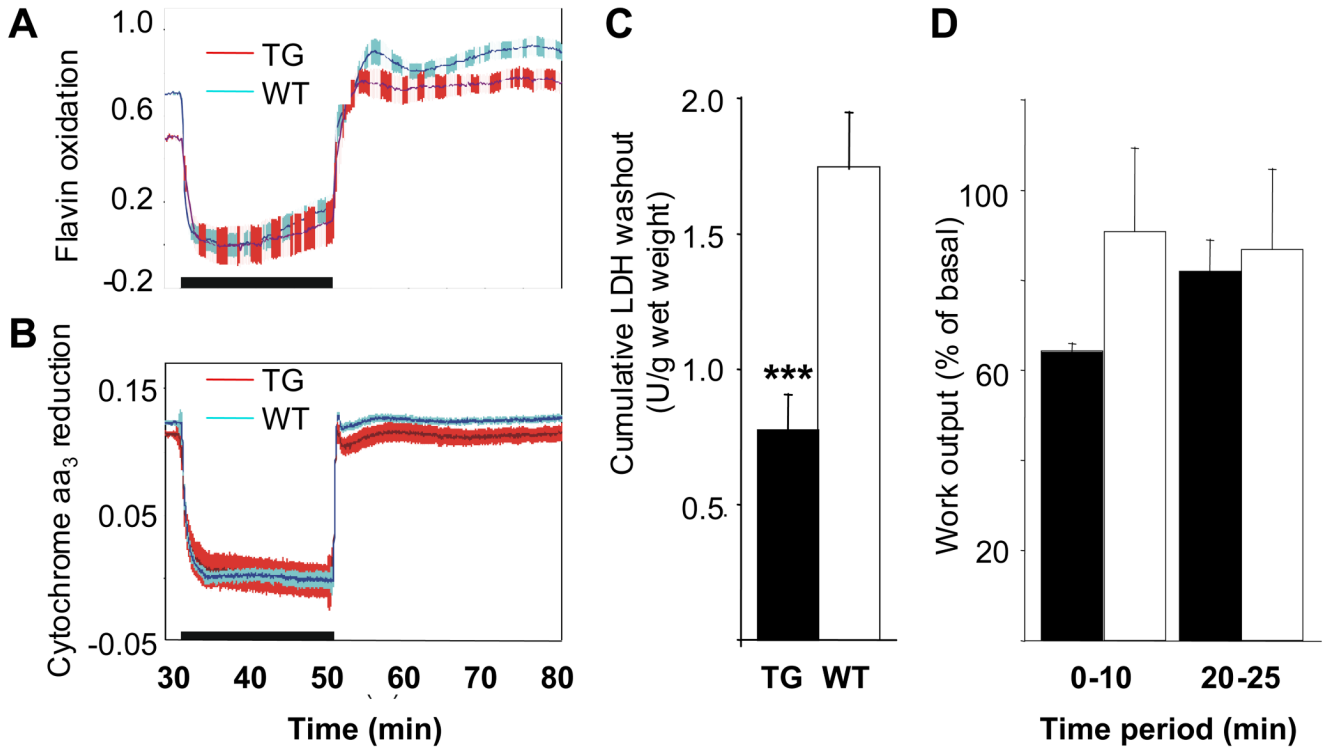 A
Flavin oxidation
1.0
0.6
0.2
-0.2
TG
WT
B
Cytochrome aa3 reduction
0.15
0.05
-0.05
TG
WT
30 40 50 60 70 80
Time (min)
C
Cumulative LDH washout
(U/g wet weight)
2.0
1.5
1.0
0.5
***
TG WT
D
Work output (% of basal)
100
60
20
0-10 20-25
Time period (min)